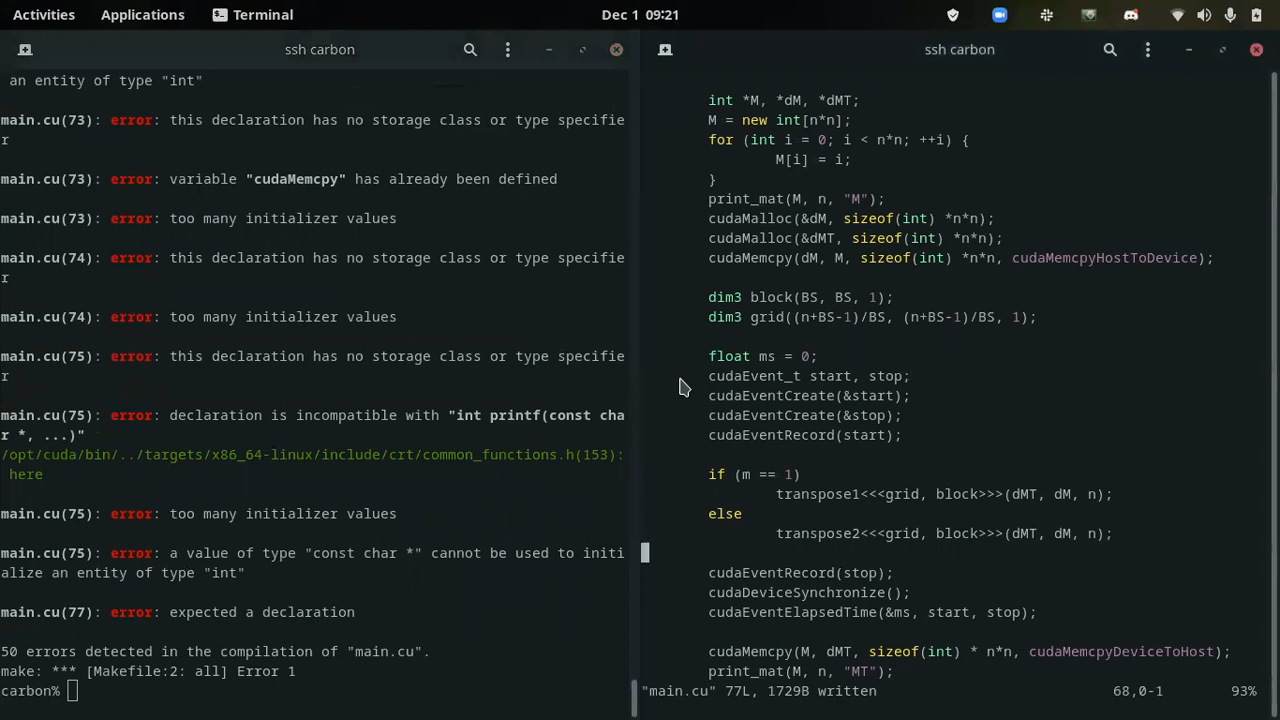 Activities Applications Terminal Dec 1 09:21
ssh carbon
an entity of type "int"
main.cu(73): error: this declaration has no storage class or type specifie
r
main.cu(73): error: variable "cudaMemcpy" has already been defined
main.cu(73): error: too many initializer values
main.cu(74): error: this declaration has no storage class or type specifie
r
main.cu(74): error: too many initializer values
main.cu(75): error: this declaration has no storage class or type specifie
r
main.cu(75): error: declaration is incompatible with "int printf(const cha
r *, ...)"
/opt/cuda/bin/../targets/x86_64-linux/include/crt/common_functions.h(153):
here
main.cu(75): error: too many initializer values
main.cu(75): error: a value of type "const char *" cannot be used to initi
alize an entity of type "int"
main.cu(77): error: expected a declaration
50 errors detected in the compilation of "main.cu".
make: *** [Makefile:2: all] Error 1
carbon%
ssh carbon
int *M, *dM, *dMT;
M = new int[n*n];
for (int i = 0; i < n*n; ++i) {
M[i] = i;
}
print_mat(M, n, "M");
cudaMalloc(&dM, sizeof(int) *n*n);
cudaMalloc(&dMT, sizeof(int) *n*n);
cudaMemcpy(dM, M, sizeof(int) *n*n, cudaMemcpyHostToDevice);
dim3 block(BS, BS, 1);
dim3 grid((n+BS-1)/BS, (n+BS-1)/BS, 1);
float ms = 0;
cudaEvent_t start, stop;
cudaEventCreate(&start);
cudaEventCreate(&stop);
cudaEventRecord(start);
if (m == 1)
transpose1<<<grid, block>>>(dMT, dM, n);
else
transpose2<<<grid, block>>>(dMT, dM, n);
cudaEventRecord(stop);
cudaDeviceSynchronize();
cudaEventElapsedTime(&ms, start, stop);
cudaMemcpy(M, dMT, sizeof(int) * n*n, cudaMemcpyDeviceToHost);
print_mat(M, n, "MT");
"main.cu" 77L, 1729B written 68,0-1 93%